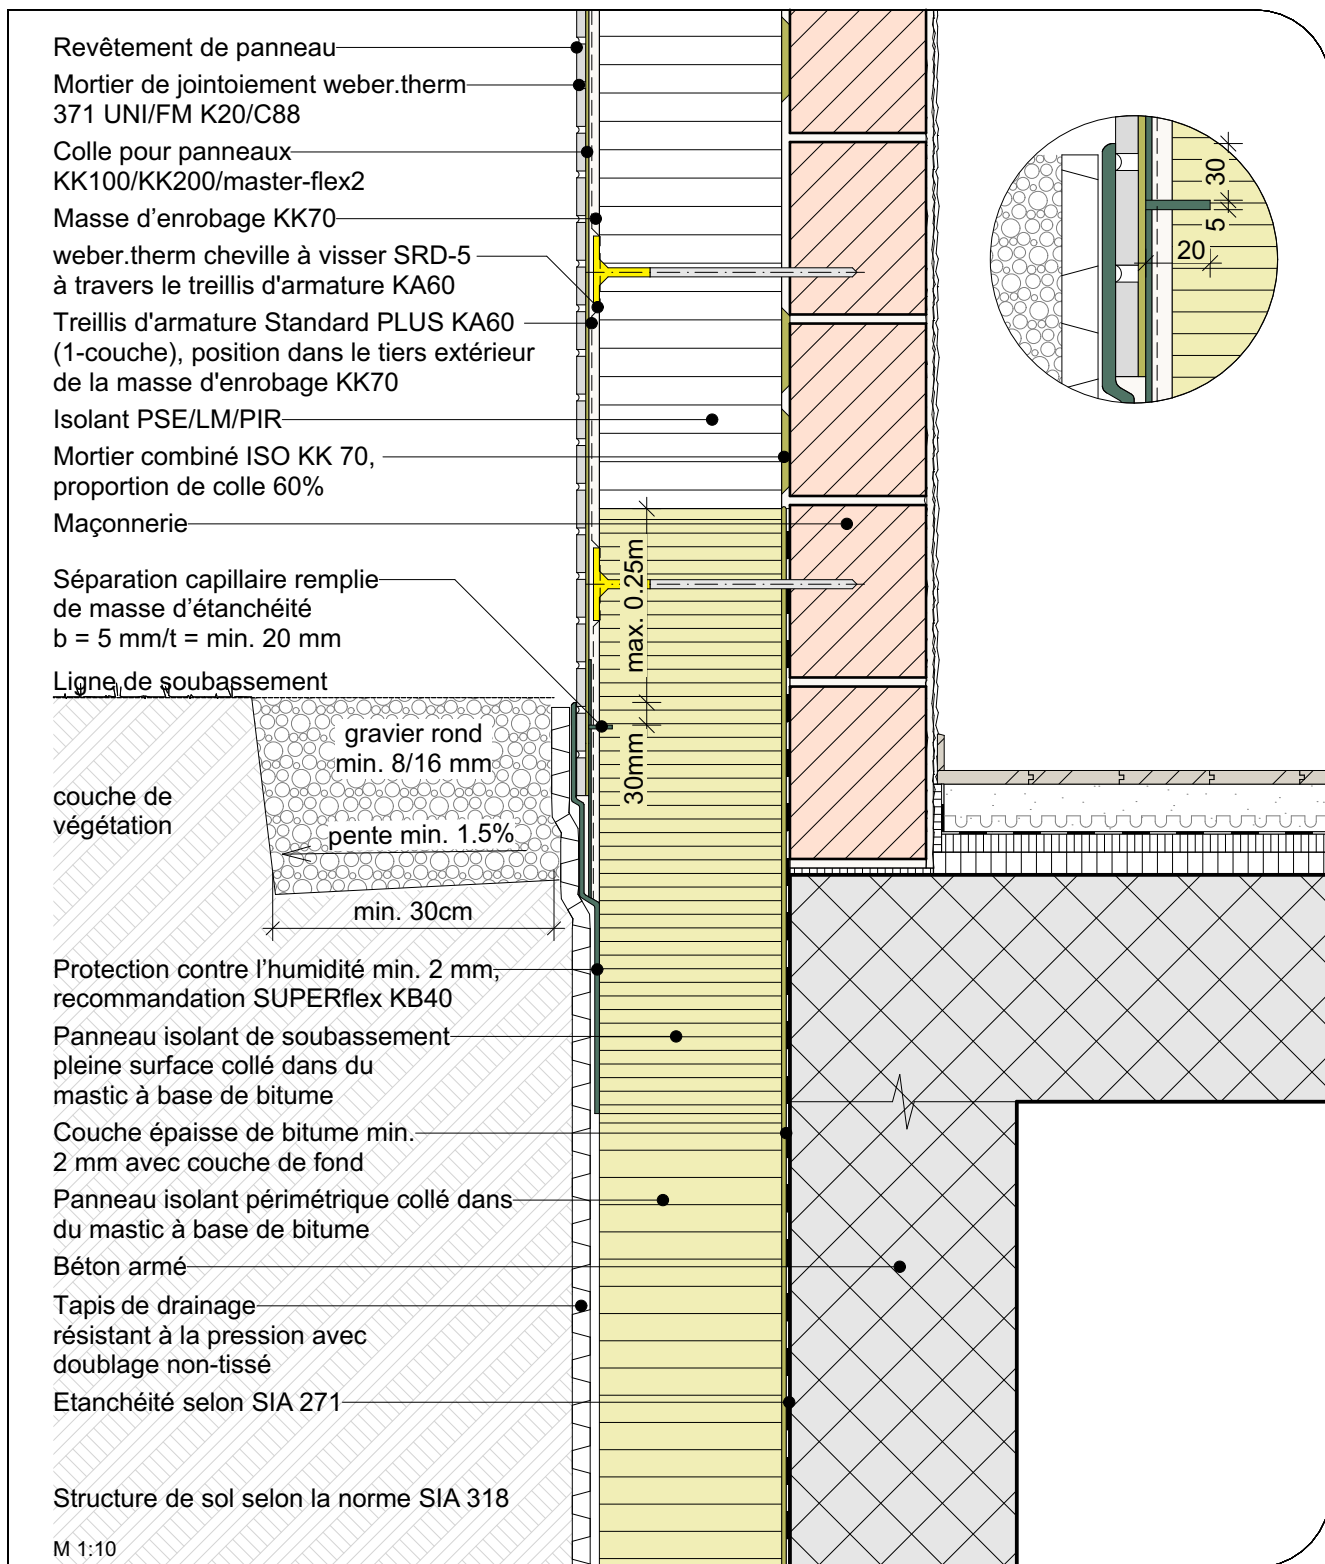 Revêtement de panneau
Mortier de jointoiement weber.therm
371 UNI/FM K20/C88
Colle pour panneaux
KK100/KK200/master-flex2
Masse d’enrobage KK70
weber.therm cheville à visser SRD-5
à travers le treillis d'armature KA60
Treillis d'armature Standard PLUS KA60
(1-couche), position dans le tiers extérieur
de la masse d'enrobage KK70
Isolant PSE/LM/PIR
Mortier combiné ISO KK 70,
proportion de colle 60%
Maçonnerie
Séparation capillaire remplie
de masse d’étanchéité
b = 5 mm/t = min. 20 mm
Ligne de soubassement
gravier rond
min. 8/16 mm
couche de
végétation
pente min. 1.5%
min. 30cm
Protection contre l’humidité min. 2 mm,
recommandation SUPERflex KB40
Panneau isolant de soubassement
pleine surface collé dans du
mastic à base de bitume
Couche épaisse de bitume min.
2 mm avec couche de fond
Panneau isolant périmétrique collé dans
du mastic à base de bitume
Béton armé
Tapis de drainage
résistant à la pression avec
doublage non-tissé
Etanchéité selon SIA 271
Structure de sol selon la norme SIA 318
M 1:10
max. 0.25m
30mm
30
5
20